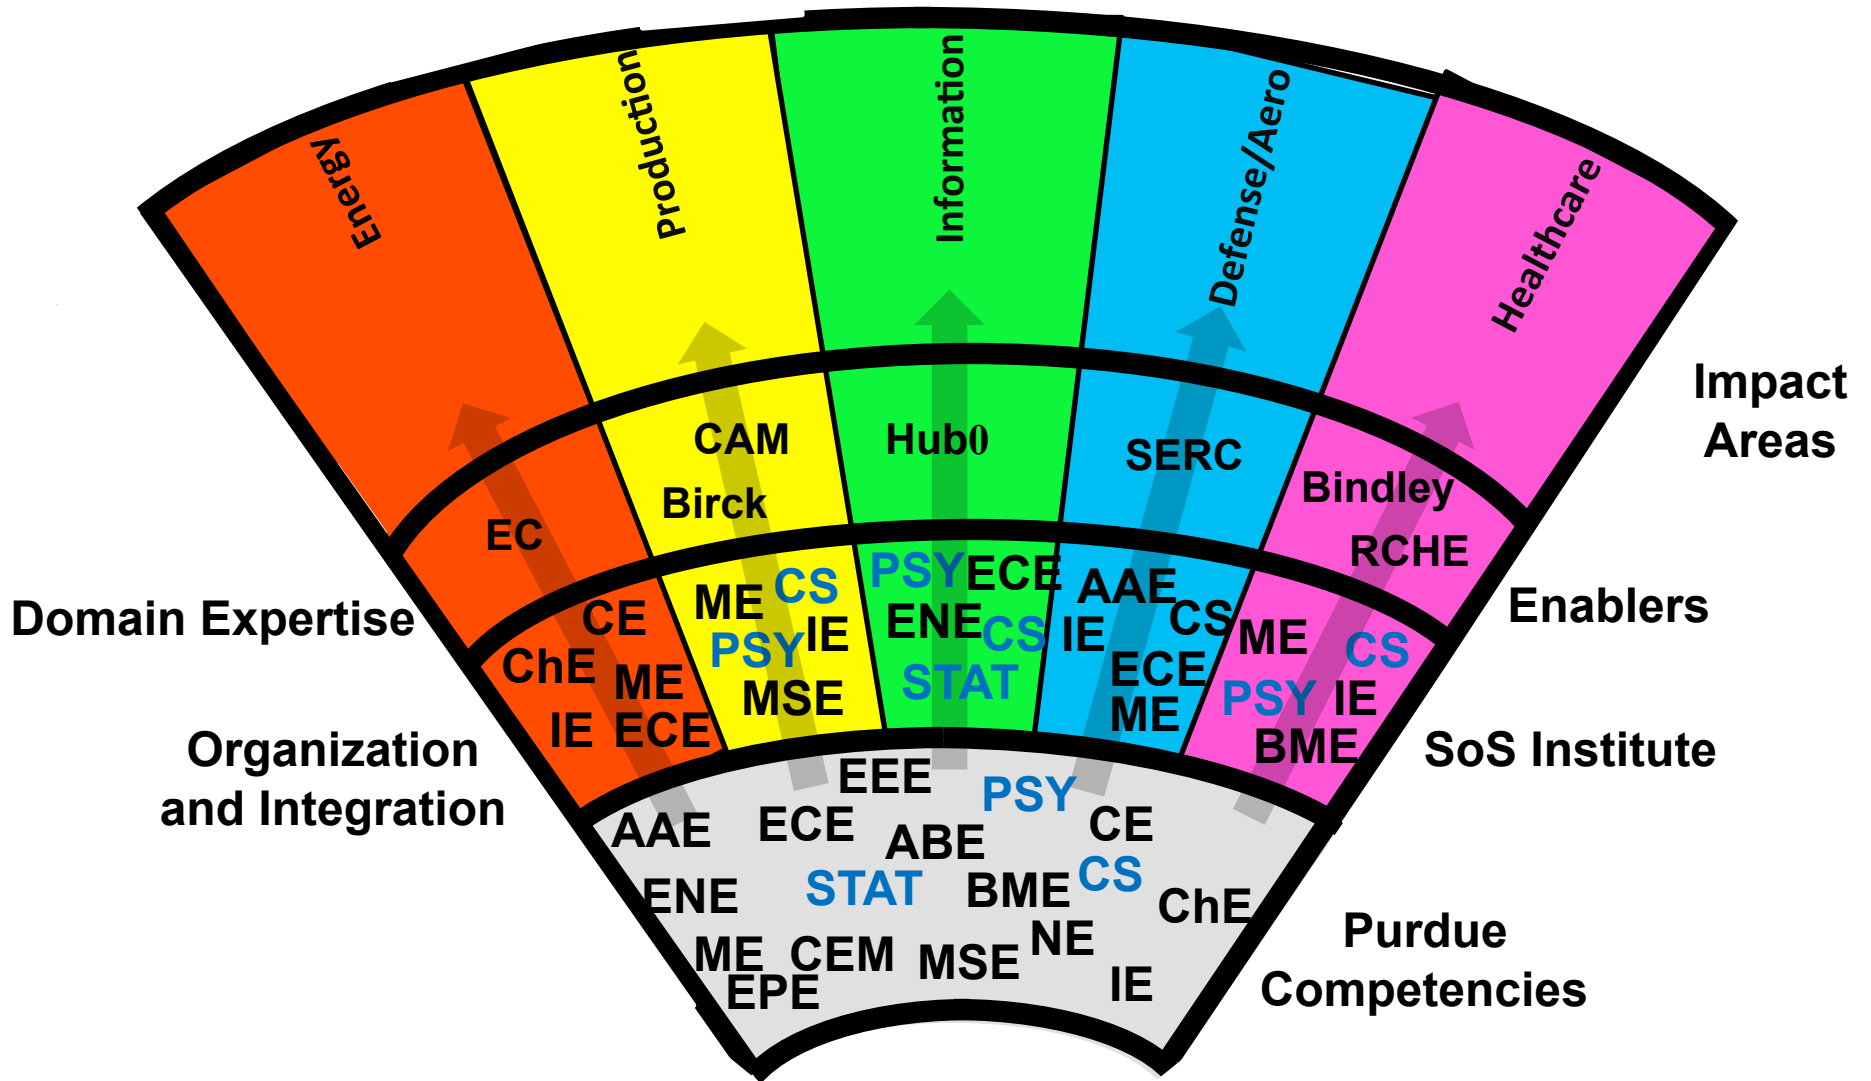 Energy
Production
Information
Defense/Aero
Healthcare
Impact
Areas
EC
CAM
Birck
Hub0
SERC
Bindley
RCHE
Domain Expertise
Enablers
CE
ChE
ME
IE
ECE
ME
CS
PSY
IE
MSE
PSY
ECE
ENE
CS
STAT
AAE
IE
CS
ECE
ME
ME
CS
PSY
IE
BME
Organization
and Integration
SoS Institute
EEE
PSY
AAE
ECE
ABE
CE
STAT
BME
CS
ENE
ChE
ME
CEM
MSE
NE
EPE
IE
Purdue
Competencies